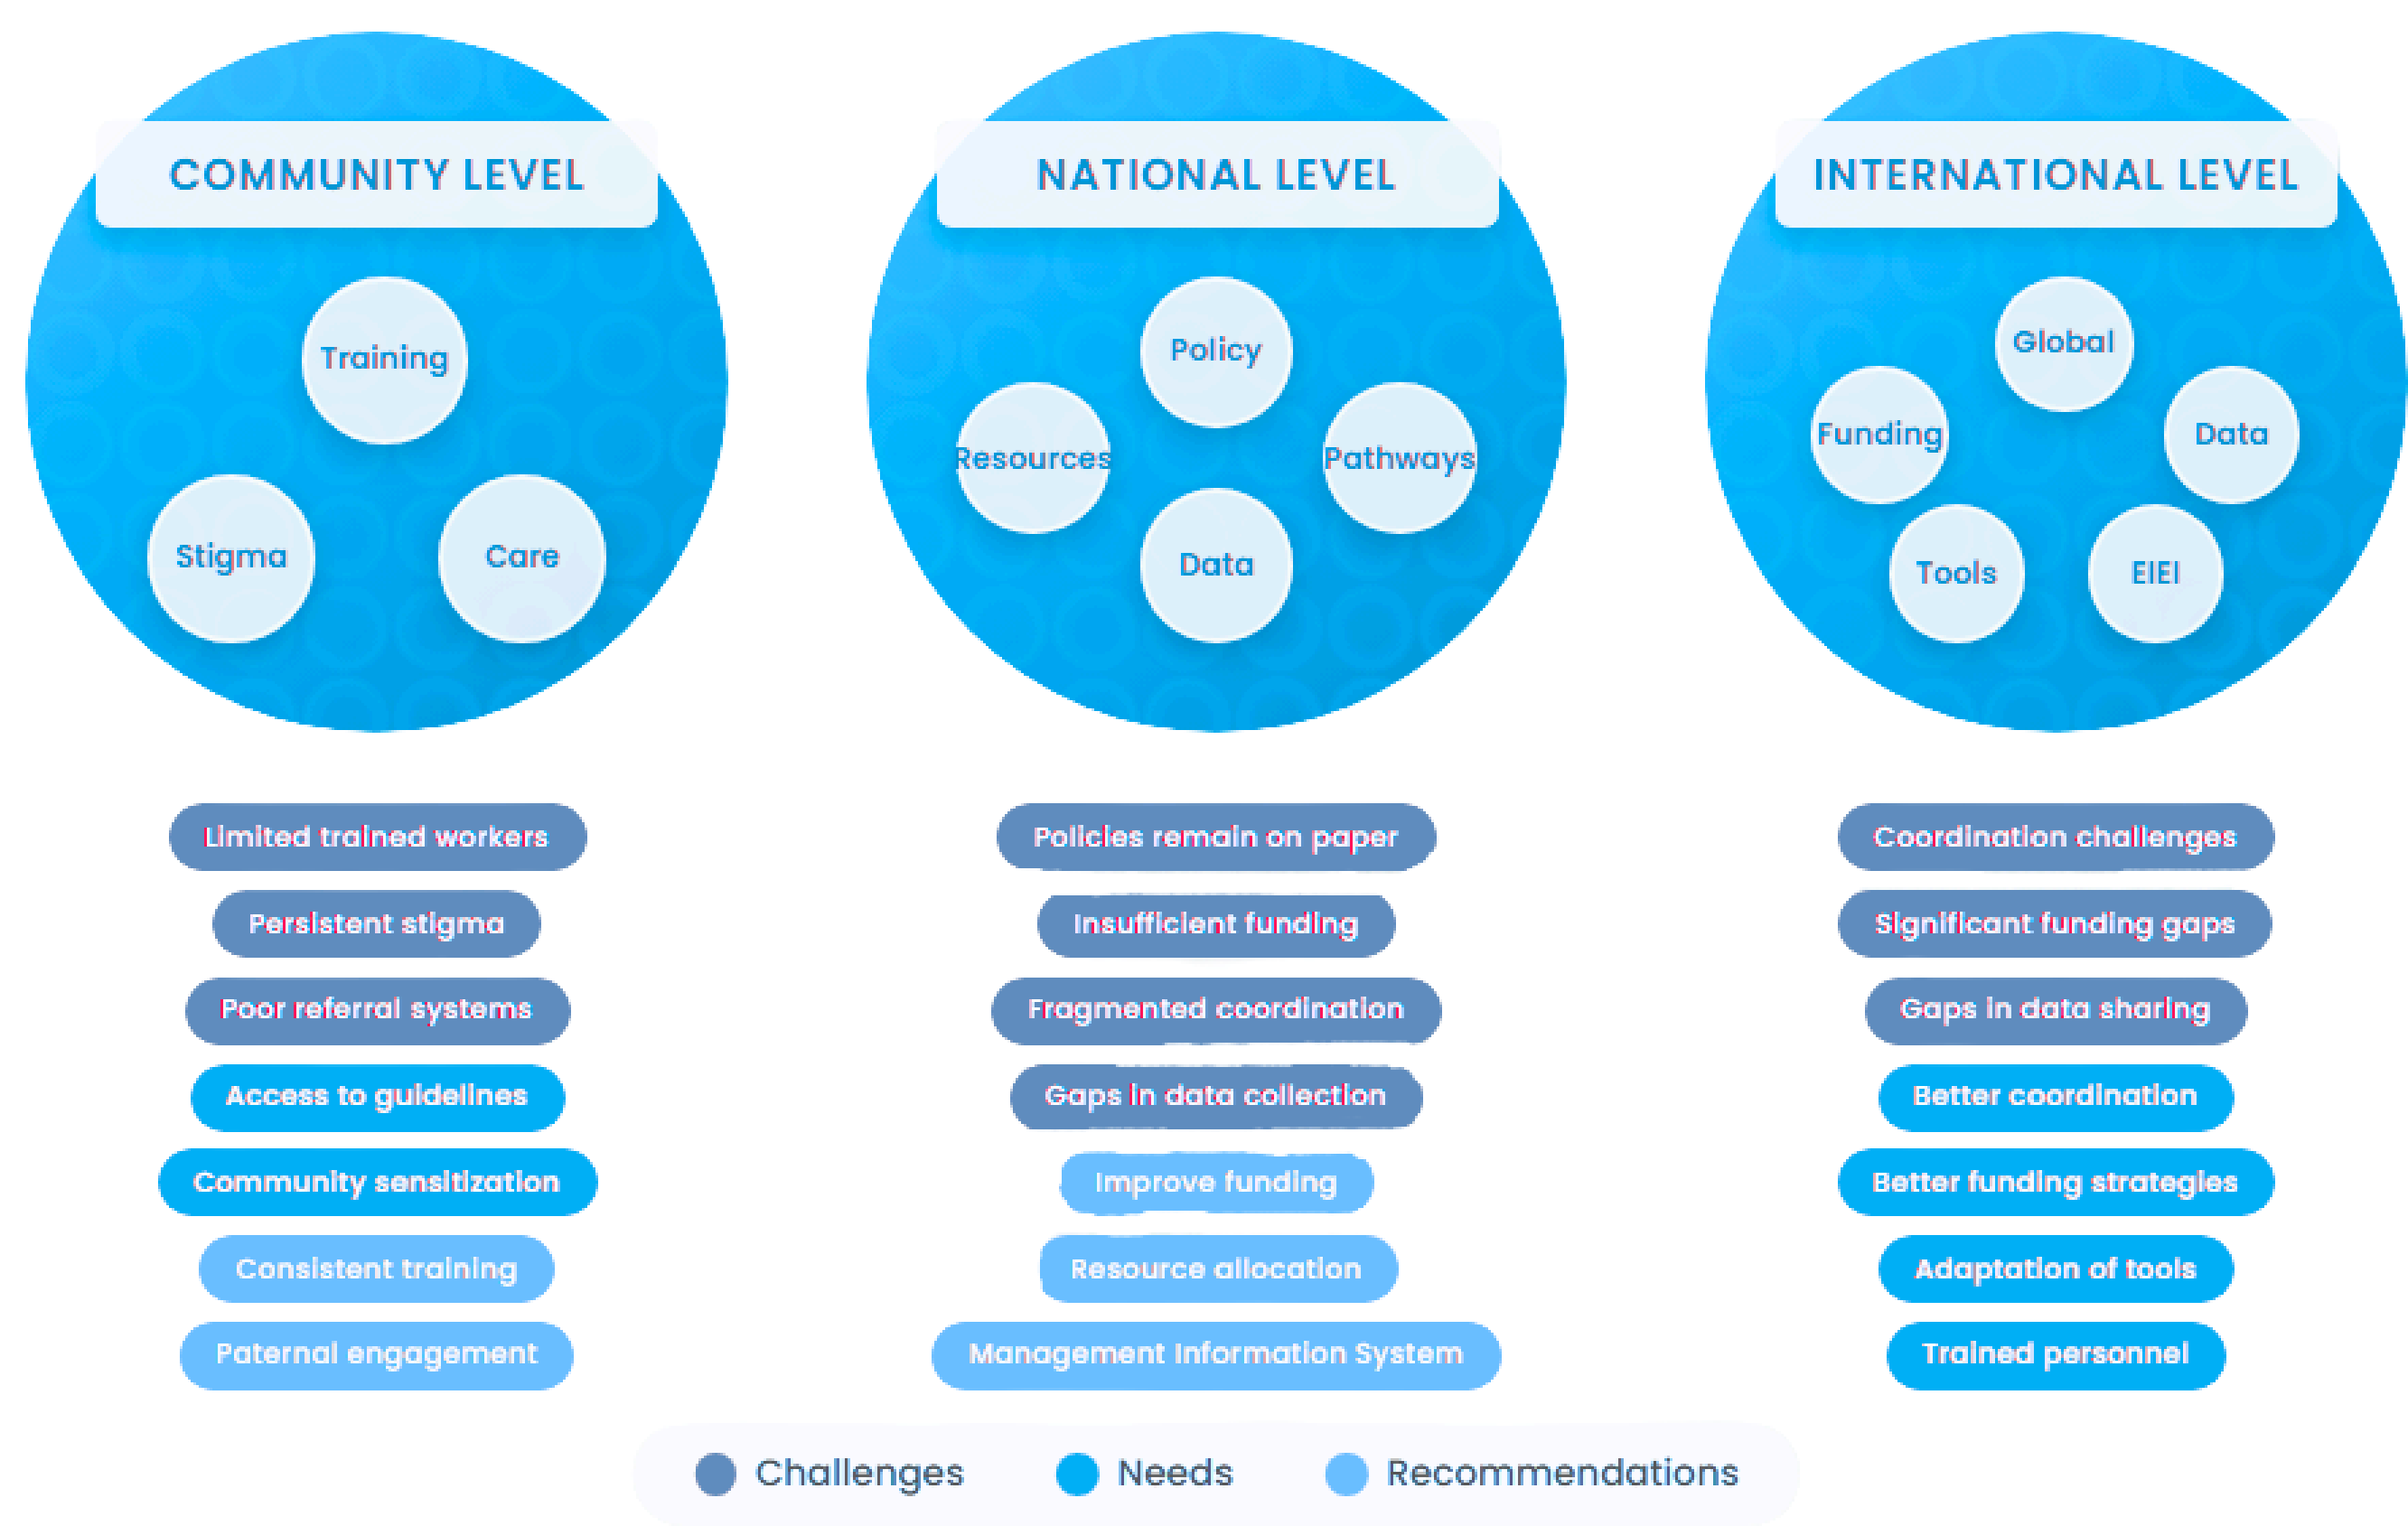 COMMUNITY LEVEL
Training
Stigma
Care
Limited trained workers
Persistent stigma
Poor referral systems
Access to guidelines
Community sensitization
Consistent training
Paternal engagement
NATIONAL LEVEL
Policy
Resources
Pathways
Data
Policies remain on paper
Insufficient funding
Fragmented coordination
Gaps in data collection
Improve funding
Resource allocation
Management Information System
INTERNATIONAL LEVEL
Global
Funding
Data
Tools
EIEI
Coordination challenges
Significant funding gaps
Gaps in data sharing
Better coordination
Better funding strategies
Adaptation of tools
Trained personnel
Challenges
Needs
Recommendations